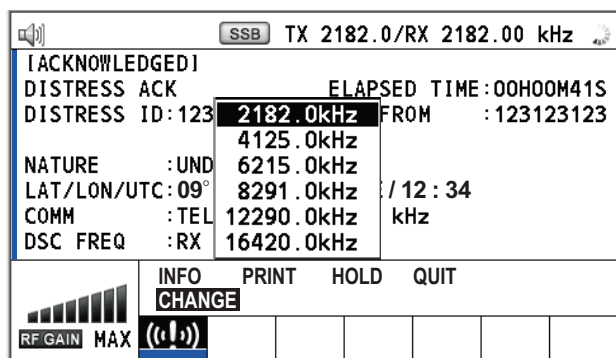 SSB TX 2182.0/RX 2182.00 kHz
[ACKNOWLEDGED]
DISTRESS ACK ELAPSED TIME:00H00M41S
DISTRESS ID:123 2182.0kHz FROM :123123123
4125.0kHz
NATURE :UND 6215.0kHz
LAT/LON/UTC:09° 8291.0kHz / 12 : 34
COMM :TEL 12290.0kHz kHz
DSC FREQ :RX 16420.0kHz
INFO PRINT HOLD QUIT
CHANGE
RF GAIN MAX